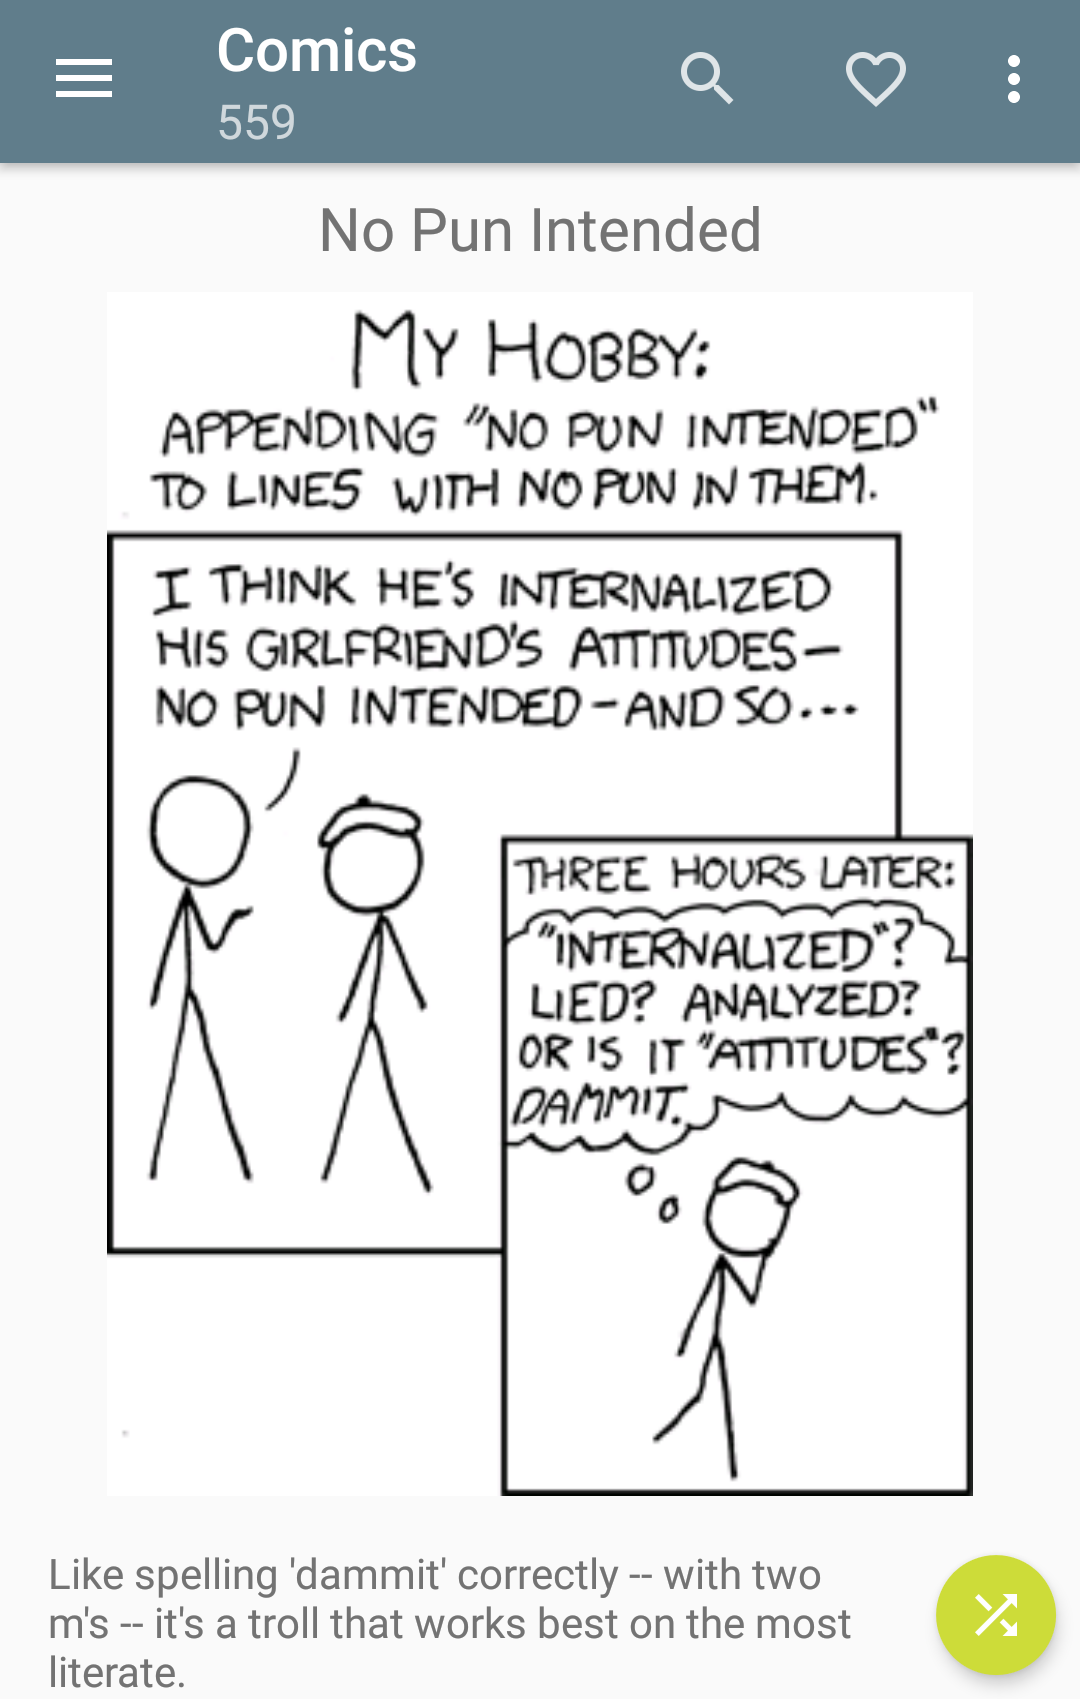 Comics
559
No Pun Intended
MY HOBBY:
APPENDING "NO PUN INTENDED"
TO LINES WITH NO PUN IN THEM.
I THINK HE'S INTERNALIZED
HIS GIRLFRIEND'S ATTITUDES—
NO PUN INTENDED—AND SO...
THREE HOURS LATER:
"INTERNALIZED"?
LIED? ANALYZED?
OR IS IT "ATTITUDES"?
DAMMIT.
Like spelling 'dammit' correctly -- with two
m's -- it's a troll that works best on the most
literate.